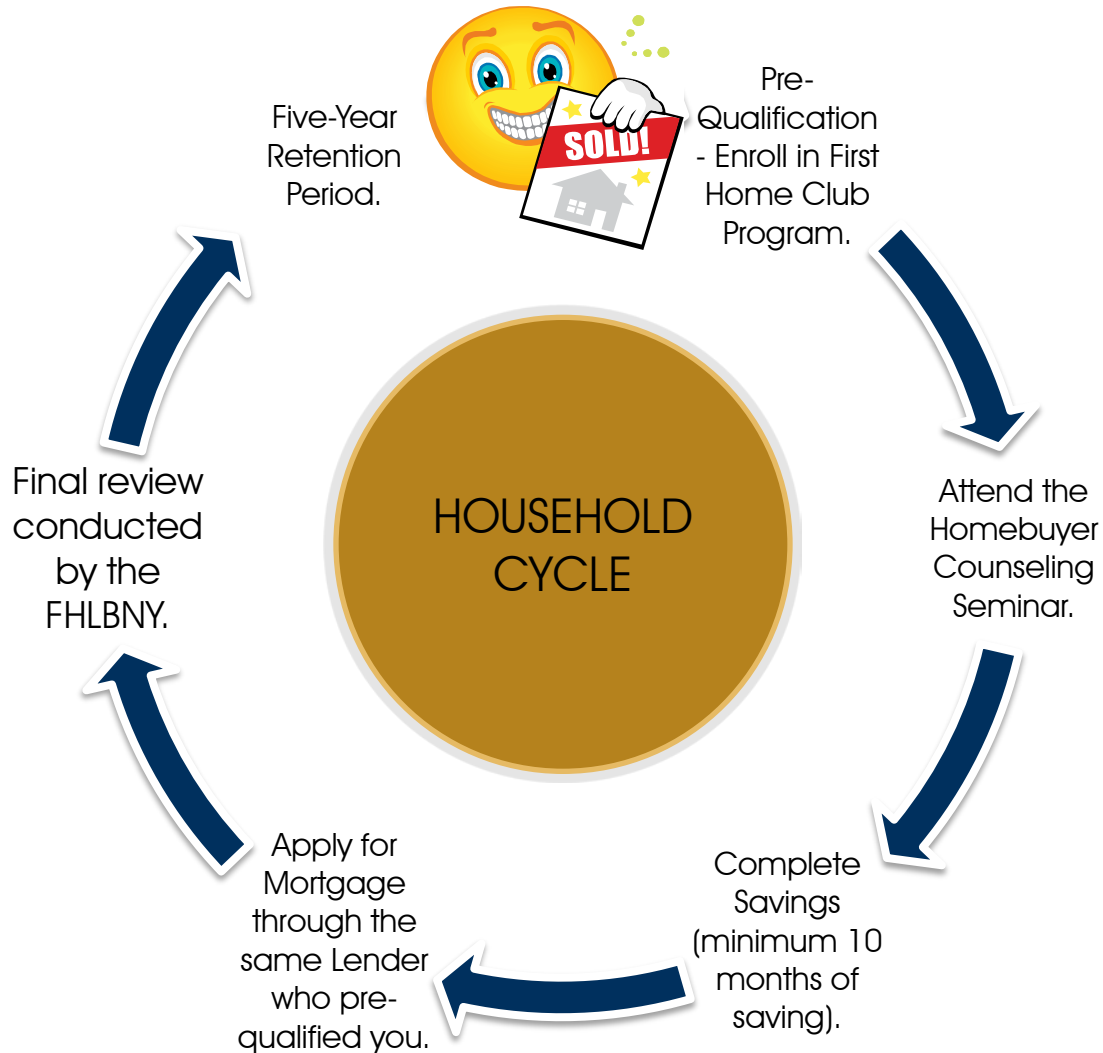 Pre-
Qualification
- Enroll in First
Home Club
Program.
Attend the
Homebuyer
Counseling
Seminar.
Complete
Savings
(minimum 10
months of
saving).
Apply for
Mortgage
through the
same Lender
who pre-
qualified you.
Final review
conducted
by the
FHLBNY.
Five-Year
Retention
Period.
SOLD!
HOUSEHOLD
CYCLE